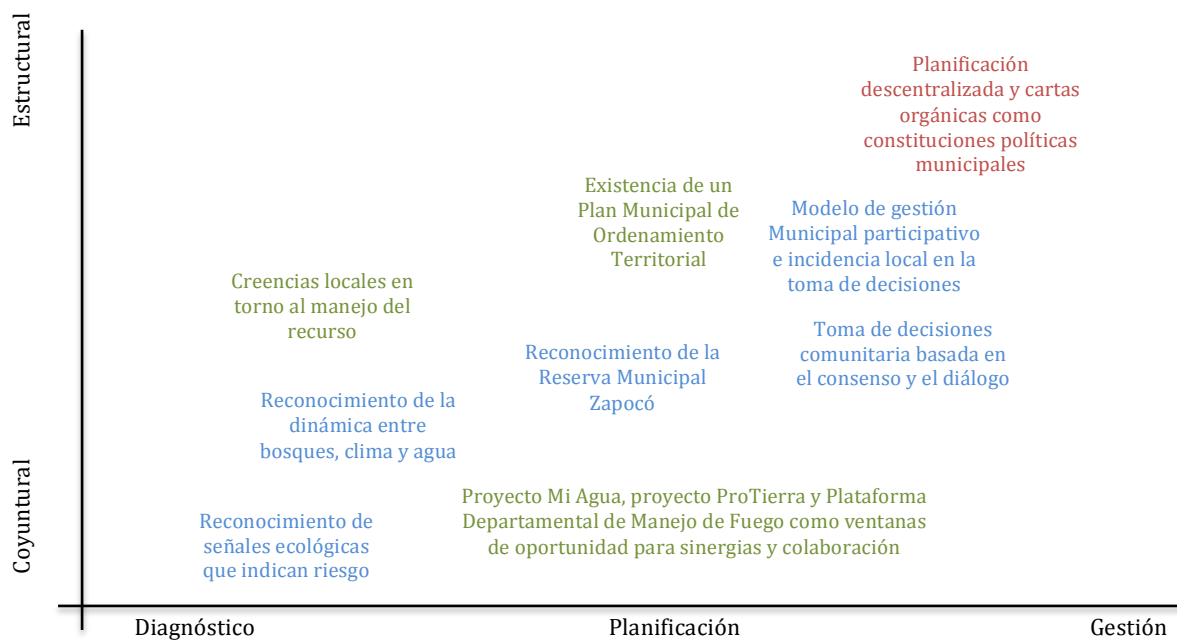 Estructural
Planificación
descentralizada y cartas
orgánicas como
constituciones políticas
municipales
Existencia de un
Plan Municipal de
Ordenamiento
Territorial
Modelo de gestión
Municipal participativo
e incidencia local en la
toma de decisiones
Creencias locales en
torno al manejo del
recurso
Toma de decisiones
comunitaria basada en
el consenso y el diálogo
Reconocimiento de la
Reserva Municipal
Zapocó
Reconocimiento de la
dinámica entre
bosques, clima y agua
Coyuntural
Proyecto Mi Agua, proyecto ProTierra y Plataforma
Departamental de Manejo de Fuego como ventanas
de oportunidad para sinergias y colaboración
Reconocimiento de
señales ecológicas
que indican riesgo
Diagnóstico
Planificación
Gestión